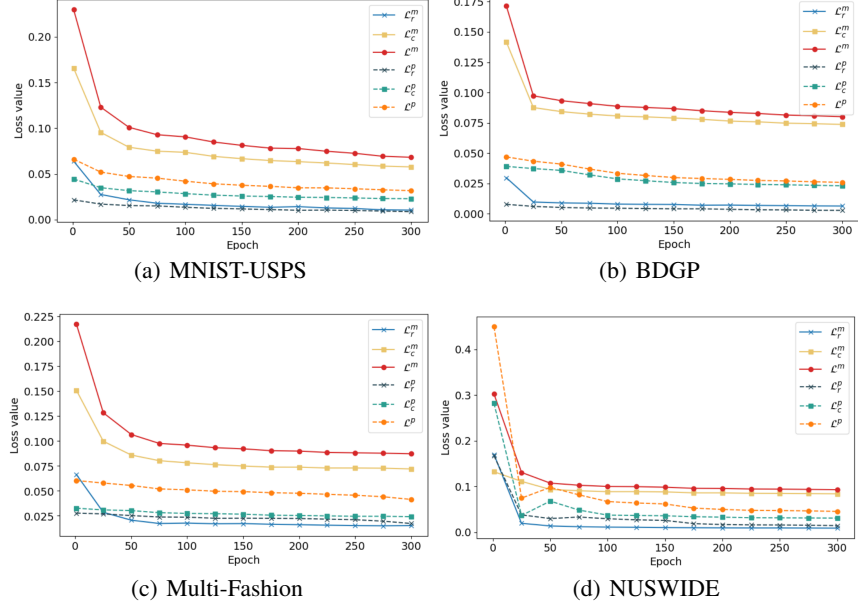 0.20
0.15
0.10
0.05
0.00
Loss value
0 50 100 150 200 250 300
Epoch
ℒ_r^m
ℒ_c^m
ℒ^m
ℒ_r^p
ℒ_c^p
ℒ^p
(a) MNIST-USPS
0.175
0.150
0.125
0.100
0.075
0.050
0.025
0.000
Loss value
0 50 100 150 200 250 300
Epoch
ℒ_r^m
ℒ_c^m
ℒ^m
ℒ_r^p
ℒ_c^p
ℒ^p
(b) BDGP
0.225
0.200
0.175
0.150
0.125
0.100
0.075
0.050
0.025
Loss value
0 50 100 150 200 250 300
Epoch
ℒ_r^m
ℒ_c^m
ℒ^m
ℒ_r^p
ℒ_c^p
ℒ^p
(c) Multi-Fashion
0.4
0.3
0.2
0.1
0.0
Loss value
0 50 100 150 200 250 300
Epoch
ℒ_r^m
ℒ_c^m
ℒ^m
ℒ_r^p
ℒ_c^p
ℒ^p
(d) NUSWIDE